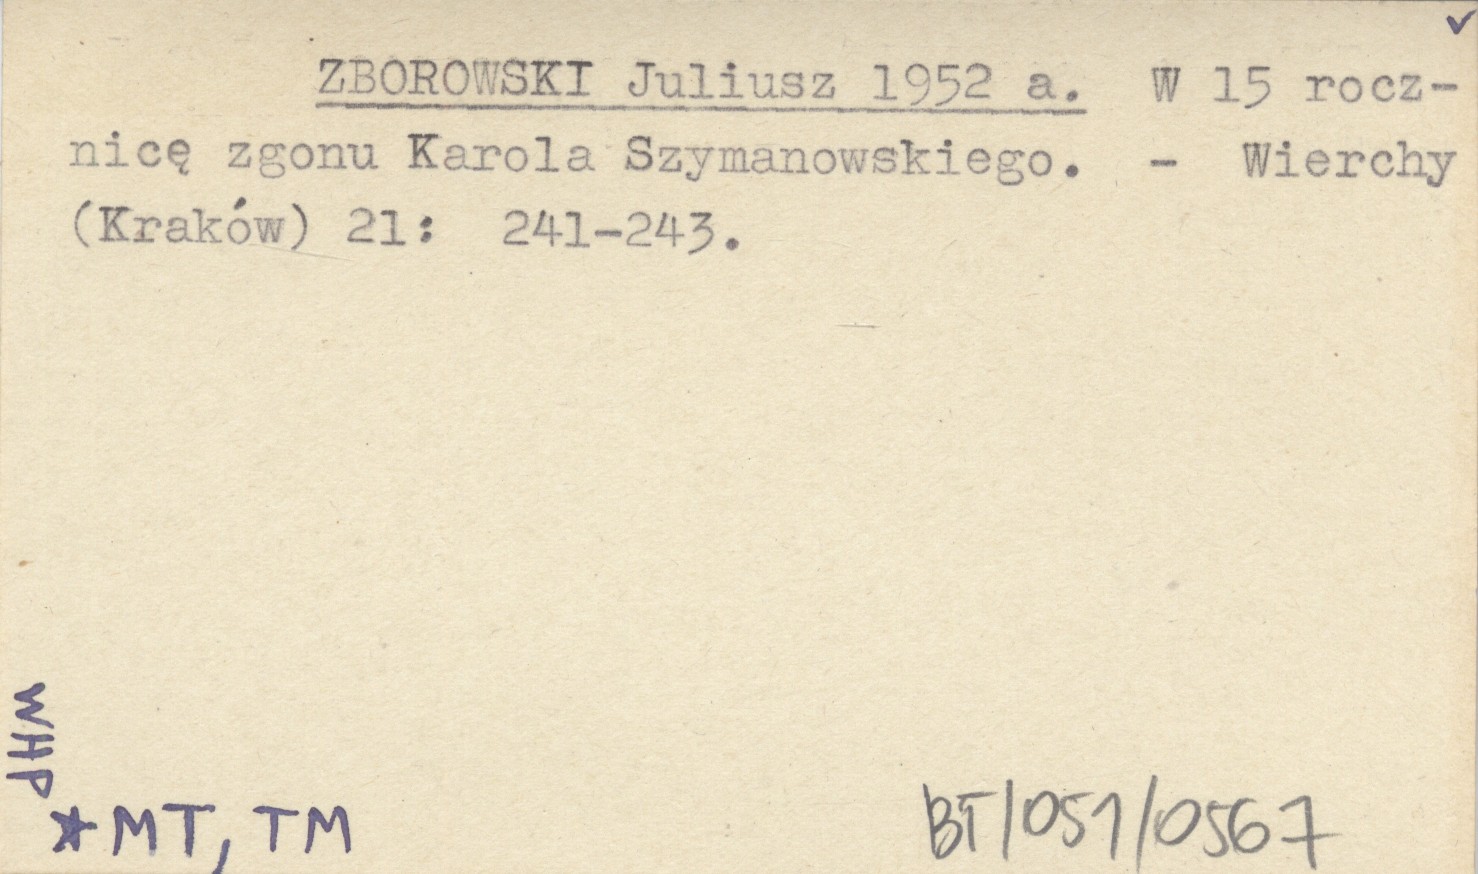 ZBOROWSKI Juliusz 1952 a. W 15 rocz-
nicę zgonu Karola Szymanowskiego. - Wierchy
(Kraków) 21: 241-243.
WHP
*MT, TM
BT/051/0567